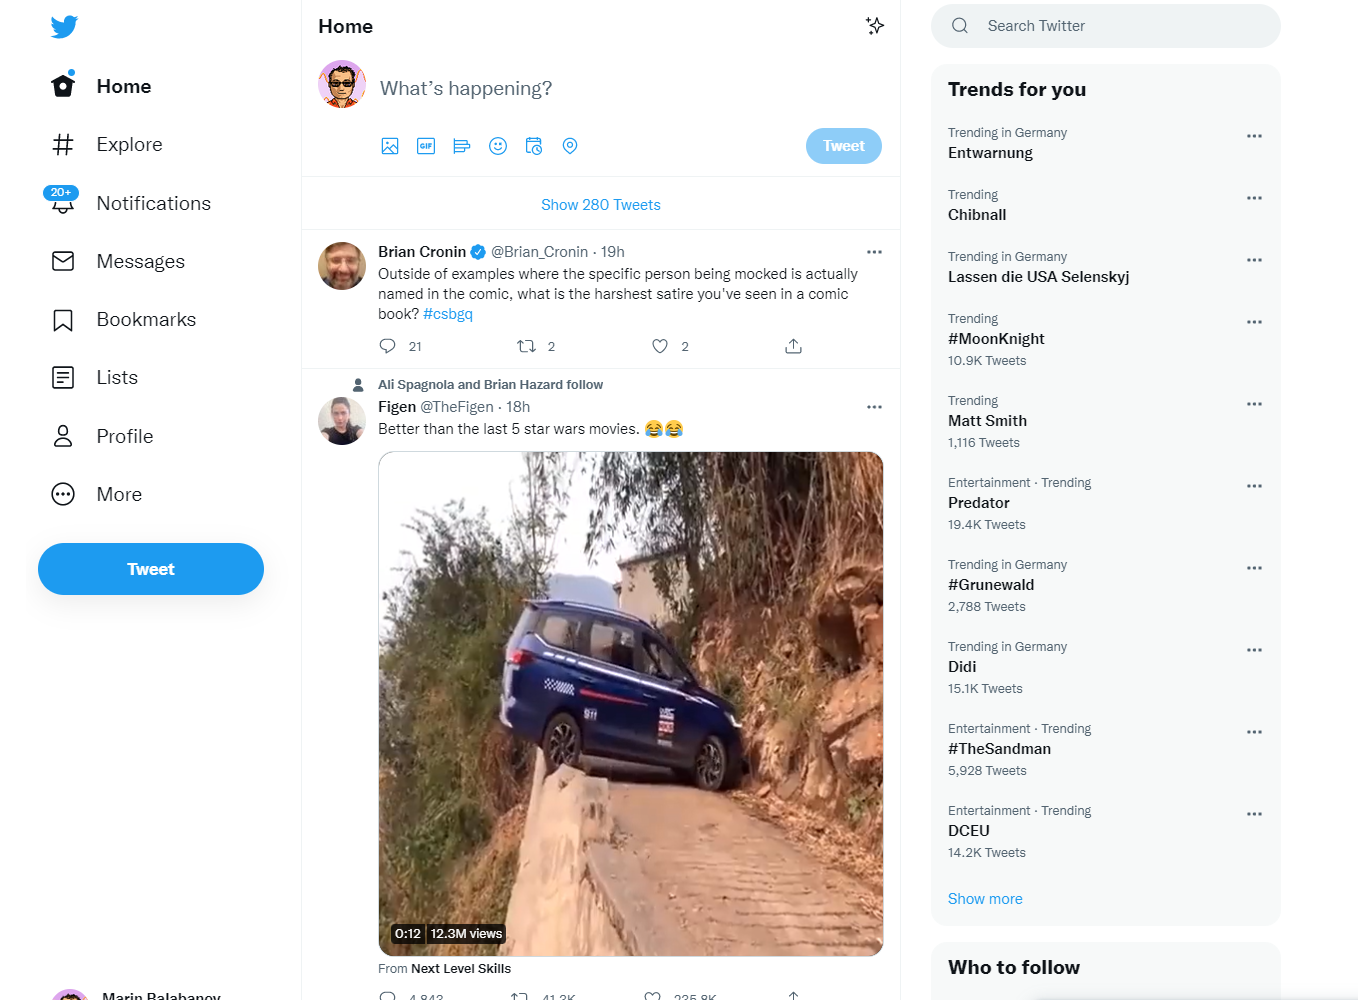 Home
Explore
20+
Notifications
Messages
Bookmarks
Lists
Profile
More
Tweet
Marin Balabanov
Home
What's happening?
GIF
Tweet
Show 280 Tweets
Brian Cronin @Brian_Cronin · 19h
Outside of examples where the specific person being mocked is actually
named in the comic, what is the harshest satire you've seen in a comic
book? #csbgq
21 2 2
Ali Spagnola and Brian Hazard follow
Figen @TheFigen · 18h
Better than the last 5 star wars movies. 😂😂
911
0:12 12.3M views
From Next Level Skills
4,843 41.3K 235.8K
Search Twitter
Trends for you
Trending in Germany
Entwarnung
Trending
Chibnall
Trending in Germany
Lassen die USA Selenskyj
Trending
#MoonKnight
10.9K Tweets
Trending
Matt Smith
1,116 Tweets
Entertainment · Trending
Predator
19.4K Tweets
Trending in Germany
#Grunewald
2,788 Tweets
Trending in Germany
Didi
15.1K Tweets
Entertainment · Trending
#TheSandman
5,928 Tweets
Entertainment · Trending
DCEU
14.2K Tweets
Show more
Who to follow